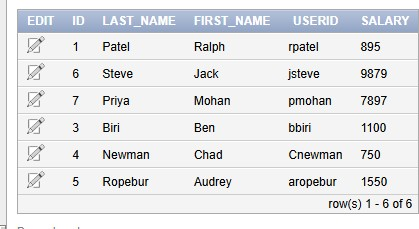 EDIT ID LAST_NAME FIRST_NAME USERID SALARY
1 Patel Ralph rpatel 895
6 Steve Jack jsteve 9879
7 Priya Mohan pmohan 7897
3 Biri Ben bbiri 1100
4 Newman Chad Cnewman 750
5 Ropebur Audrey aropebur 1550
row(s) 1 - 6 of 6